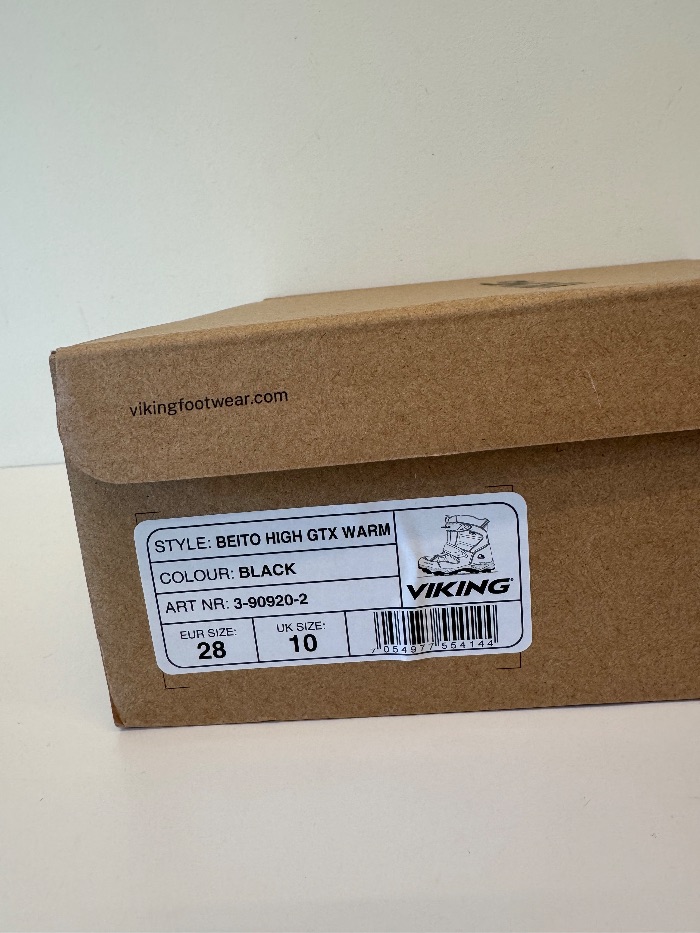 vikingfootwear.com
STYLE: BEITO HIGH GTX WARM
COLOUR: BLACK
ART NR: 3-90920-2
VIKING
EUR SIZE:
28
UK SIZE:
10
7 054977 554144